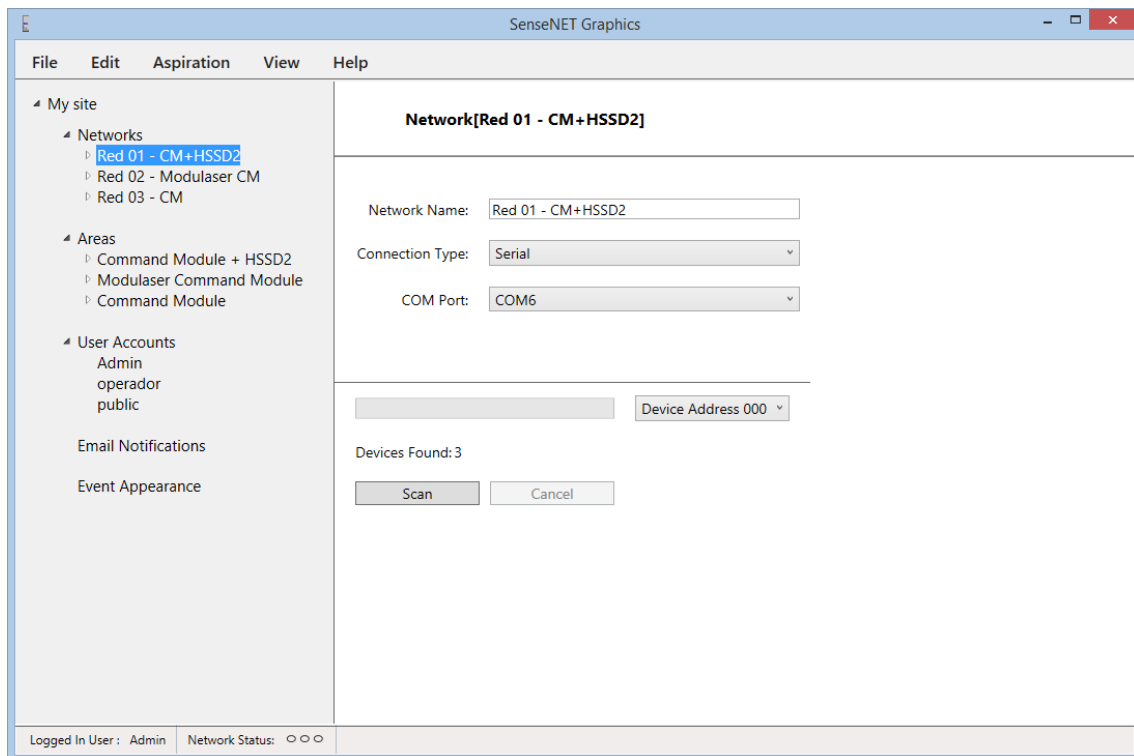 SenseNET Graphics
File Edit Aspiration View Help
My site
Networks
Red 01 - CM+HSSD2
Red 02 - Modulaser CM
Red 03 - CM
Areas
Command Module + HSSD2
Modulaser Command Module
Command Module
User Accounts
Admin
operador
public
Email Notifications
Event Appearance
Network[Red 01 - CM+HSSD2]
Network Name: Red 01 - CM+HSSD2
Connection Type: Serial
COM Port: COM6
Device Address 000
Devices Found: 3
Scan Cancel
Logged In User : Admin Network Status: